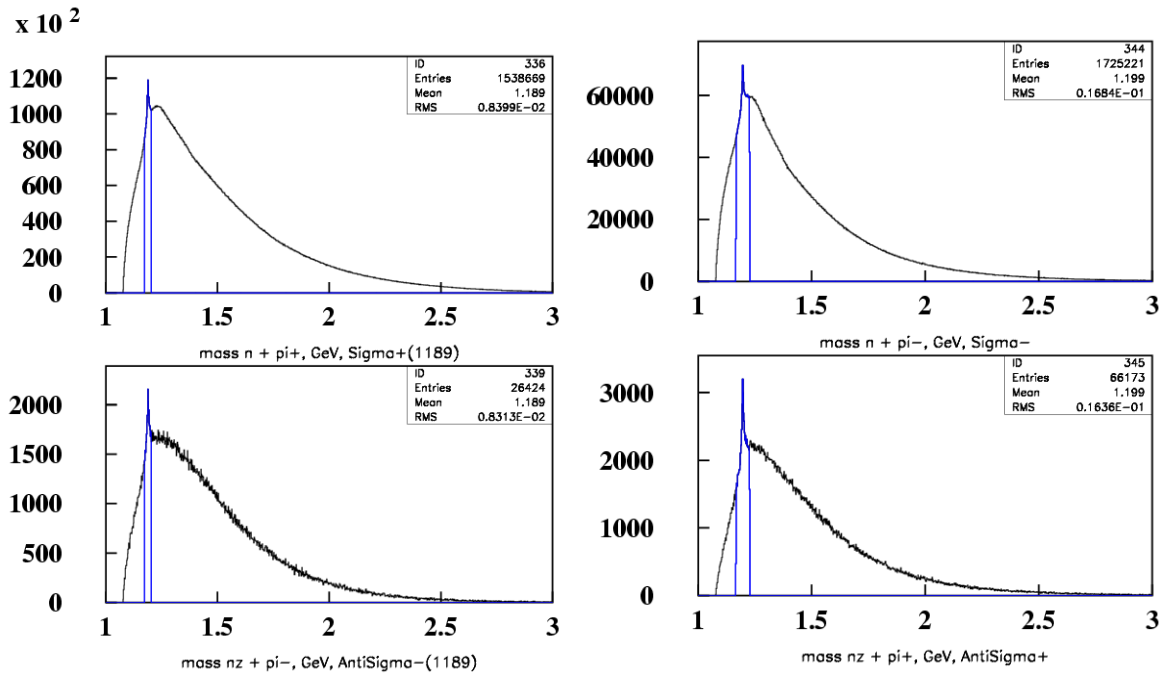 x 10 2
ID 336
Entries 1538669
Mean 1.189
RMS 0.8399E-02
1200
1000
800
600
400
200
0
1 1.5 2 2.5 3
mass n + pi+, GeV, Sigma+(1189)
ID 344
Entries 1725221
Mean 1.199
RMS 0.1684E-01
60000
40000
20000
0
1 1.5 2 2.5 3
mass n + pi-, GeV, Sigma-
ID 339
Entries 26424
Mean 1.189
RMS 0.8313E-02
2000
1500
1000
500
0
1 1.5 2 2.5 3
mass nz + pi-, GeV, AntiSigma-(1189)
ID 345
Entries 66173
Mean 1.199
RMS 0.1636E-01
3000
2000
1000
0
1 1.5 2 2.5 3
mass nz + pi+, GeV, AntiSigma+